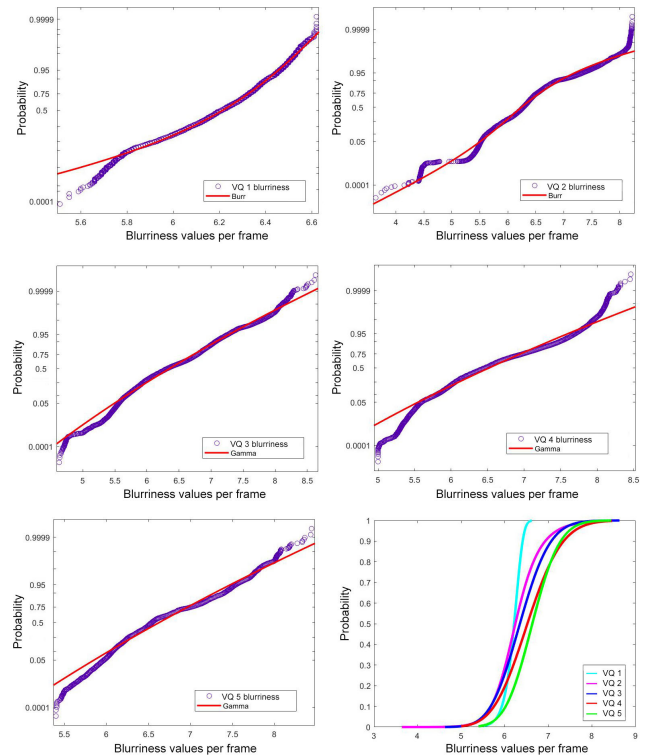 0.9999
0.95
0.75
0.5
0.0001
Probability
VQ 1 blurriness
Burr
5.6 5.8 6 6.2 6.4 6.6
Blurriness values per frame
0.9999
0.95
0.75
0.5
0.05
0.0001
Probability
VQ 2 blurriness
Burr
4 4.5 5 5.5 6 6.5 7 7.5 8
Blurriness values per frame
0.9999
0.95
0.75
0.5
0.05
0.0001
Probability
VQ 3 blurriness
Gamma
5 5.5 6 6.5 7 7.5 8 8.5
Blurriness values per frame
0.9999
0.95
0.75
0.5
0.05
0.0001
Probability
VQ 4 blurriness
Gamma
5 5.5 6 6.5 7 7.5 8 8.5
Blurriness values per frame
0.9999
0.95
0.75
0.5
0.05
0.0001
Probability
VQ 5 blurriness
Gamma
5.5 6 6.5 7 7.5 8
Blurriness values per frame
1
0.9
0.8
0.7
0.6
0.5
0.4
0.3
0.2
0.1
0
Probability
VQ 1
VQ 2
VQ 3
VQ 4
VQ 5
3 4 5 6 7 8 9
Blurriness values per frame